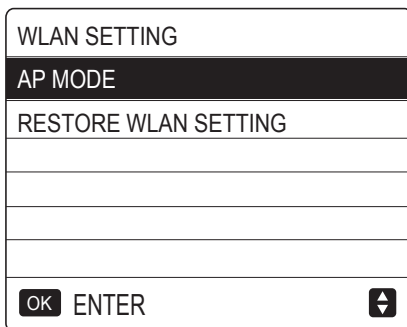 WLAN SETTING
AP MODE
RESTORE WLAN SETTING
OK ENTER